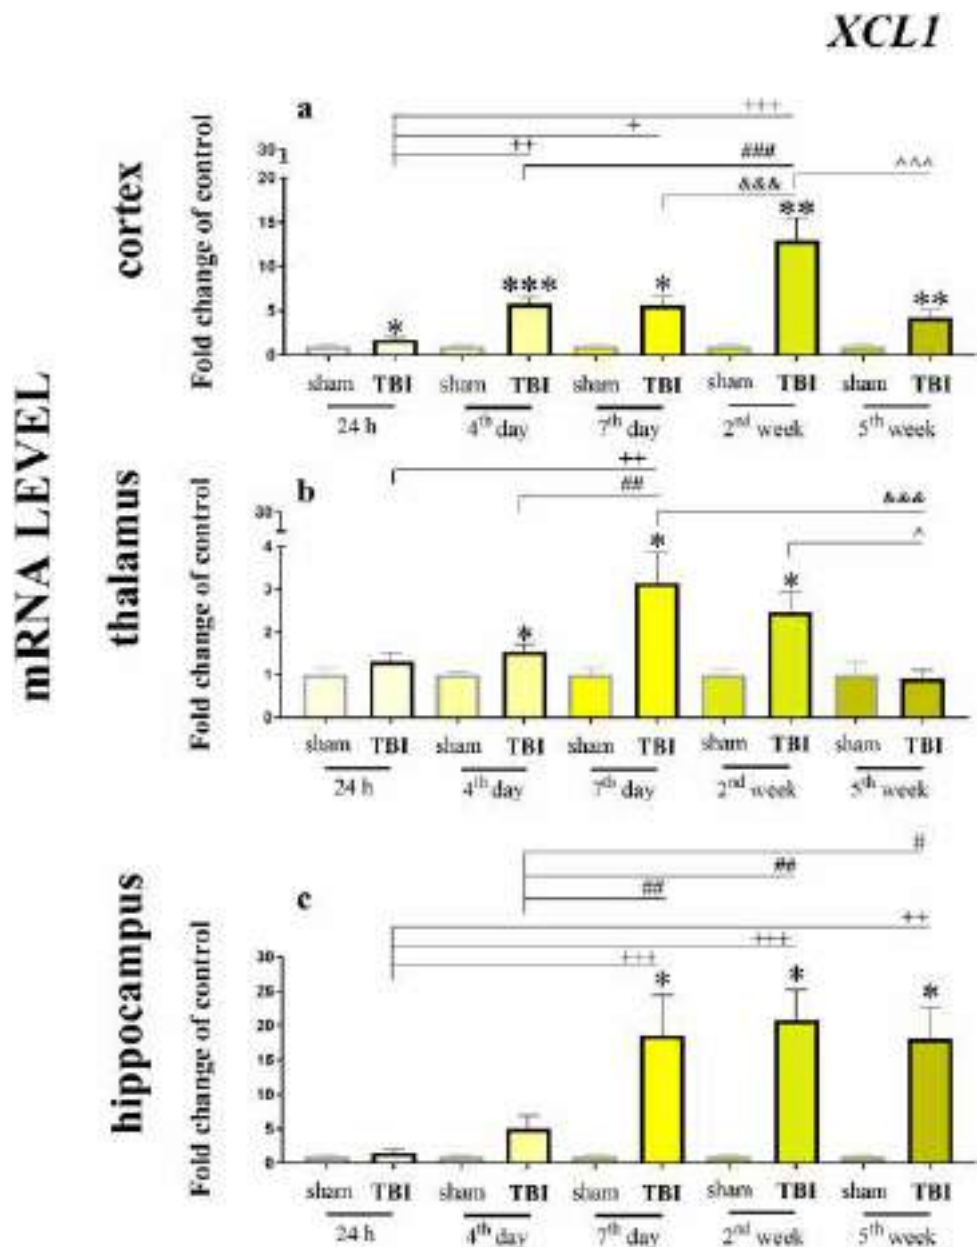 XCL1
mRNA LEVEL
cortex
Fold change of control
a
+++
+
++
###
^^^
&&&
30
20
15
10
5
0
* *** * ** **
sham TBI sham TBI sham TBI sham TBI sham TBI
24 h 4th day 7th day 2nd week 5th week
thalamus
Fold change of control
b
++
##
&&&
^
30
4
3
2
1
0
* * *
sham TBI sham TBI sham TBI sham TBI sham TBI
24 h 4th day 7th day 2nd week 5th week
hippocampus
Fold change of control
c
#
##
##
++
+++
+++
30
25
20
15
10
5
0
* * *
sham TBI sham TBI sham TBI sham TBI sham TBI
24 h 4th day 7th day 2nd week 5th week